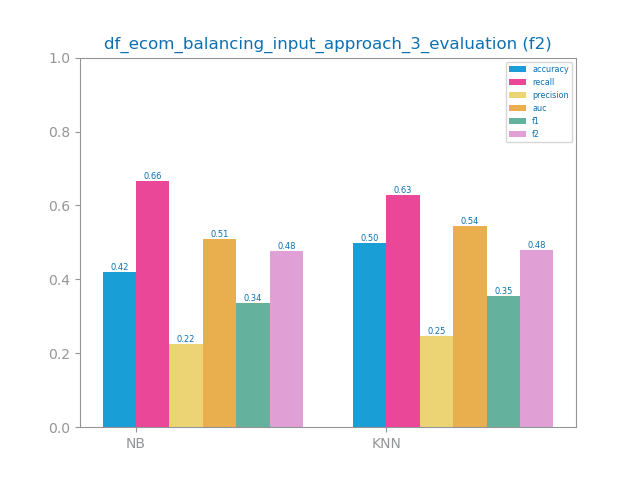 df_ecom_balancing_input_approach_3_evaluation (f2)
1.0
0.8
0.6
0.4
0.2
0.0
accuracy
recall
precision
auc
f1
f2
0.42
0.66
0.22
0.51
0.34
0.48
0.50
0.63
0.25
0.54
0.35
0.48
NB
KNN